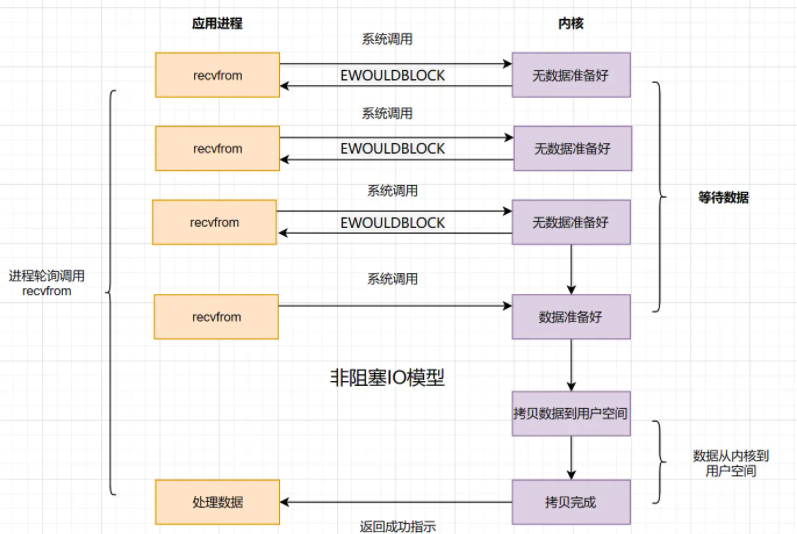 应用进程
内核
系统调用
recvfrom
EWOULDBLOCK
无数据准备好
系统调用
recvfrom
EWOULDBLOCK
无数据准备好
系统调用
recvfrom
EWOULDBLOCK
无数据准备好
等待数据
进程轮询调用
recvfrom
系统调用
recvfrom
数据准备好
非阻塞IO模型
拷贝数据到用户空间
数据从内核到
用户空间
处理数据
拷贝完成
返回成功指示